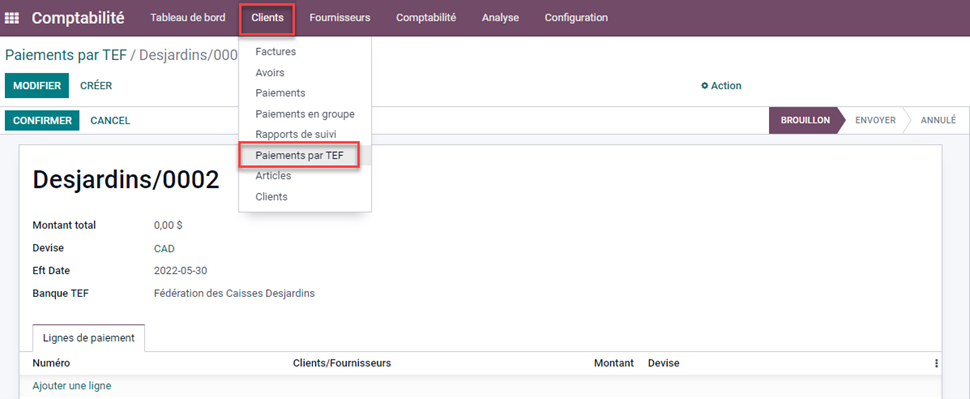 Comptabilité Tableau de bord Clients Fournisseurs Comptabilité Analyse Configuration
Factures
Avoirs
Paiements
Paiements en groupe
Rapports de suivi
Paiements par TEF
Articles
Clients
Paiements par TEF / Desjardins/000
MODIFIER CRÉER Action
CONFIRMER CANCEL BROUILLON ENVOYER ANNULÉ
Desjardins/0002
Montant total 0,00 $
Devise CAD
Eft Date 2022-05-30
Banque TEF Fédération des Caisses Desjardins
Lignes de paiement
Numéro Clients/Fournisseurs Montant Devise
Ajouter une ligne